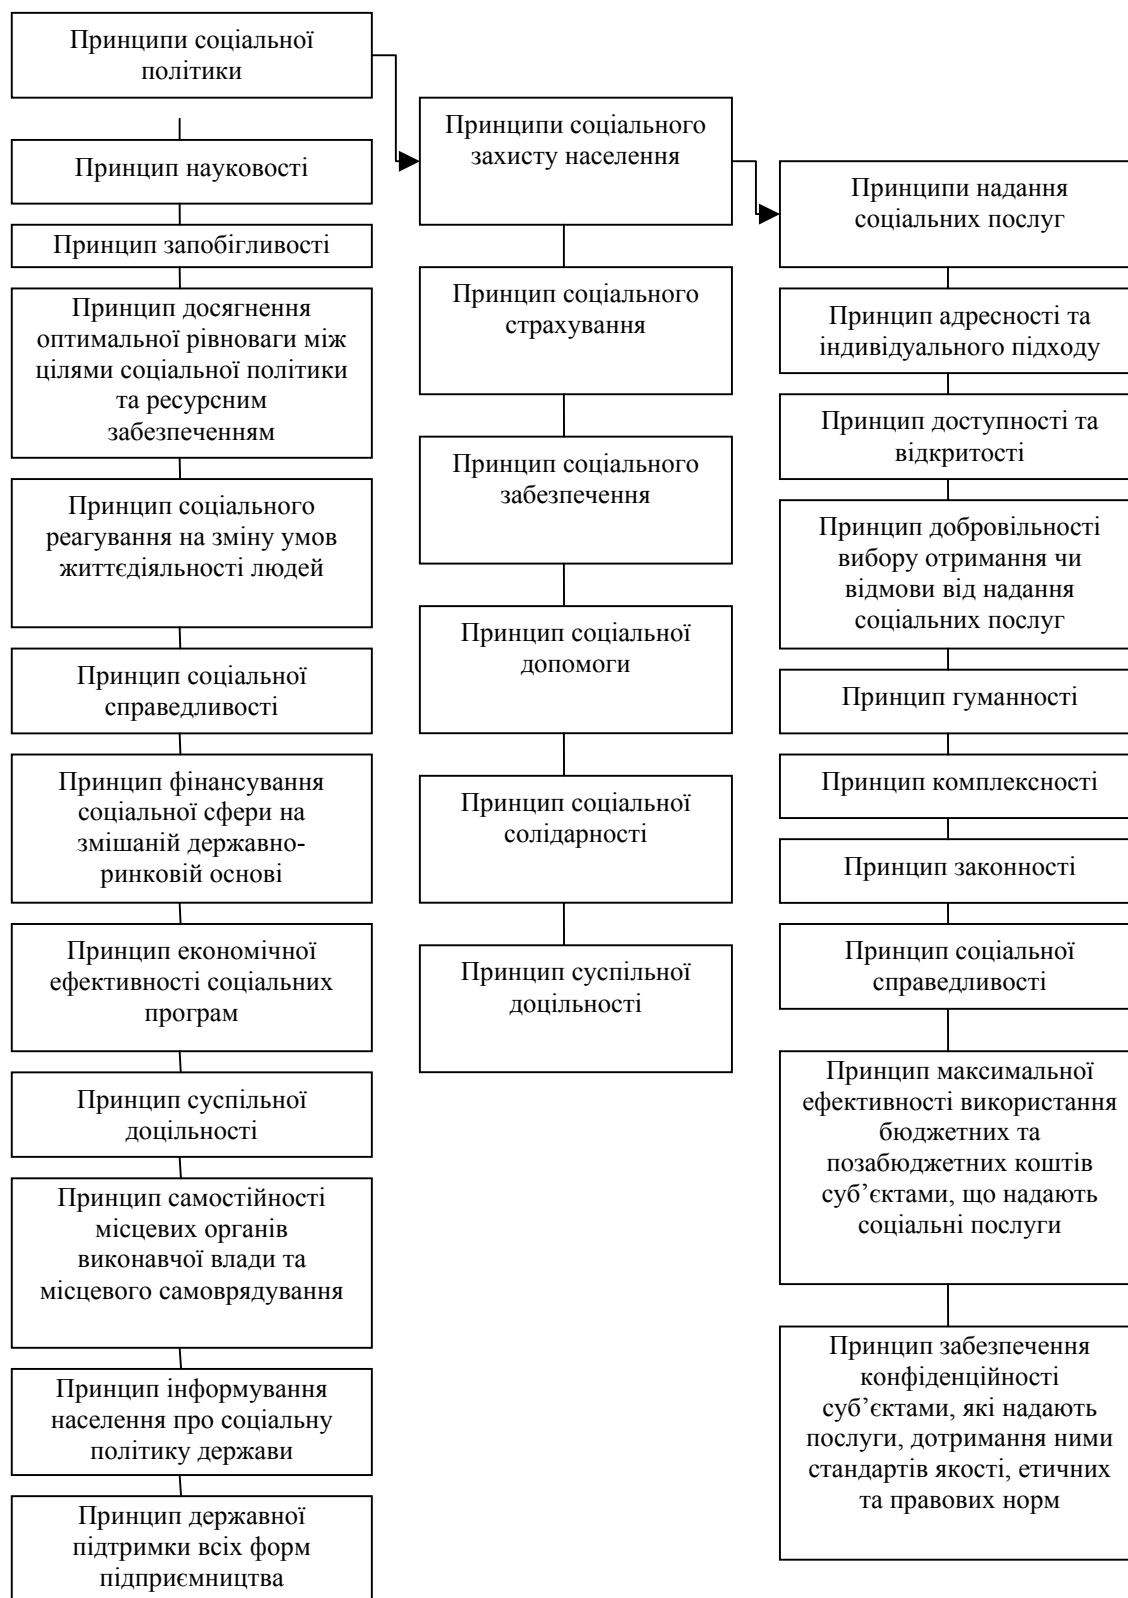 Принципи соціальної
політики
Принцип науковості
Принцип запобігливості
Принцип досягнення
оптимальної рівноваги між
цілями соціальної політики
та ресурсним
забезпеченням
Принцип соціального
реагування на зміну умов
життєдіяльності людей
Принцип соціальної
справедливості
Принцип фінансування
соціальної сфери на
змішаній державно-
ринковій основі
Принцип економічної
ефективності соціальних
програм
Принцип суспільної
доцільності
Принцип самостійності
місцевих органів
виконавчої влади та
місцевого самоврядування
Принцип інформування
населення про соціальну
політику держави
Принцип державної
підтримки всіх форм
підприємництва
Принципи соціального
захисту населення
Принцип соціального
страхування
Принцип соціального
забезпечення
Принцип соціальної
допомоги
Принцип соціальної
солідарності
Принцип суспільної
доцільності
Принципи надання
соціальних послуг
Принцип адресності та
індивідуального підходу
Принцип доступності та
відкритості
Принцип добровільності
вибору отримання чи
відмови від надання
соціальних послуг
Принцип гуманності
Принцип комплексності
Принцип законності
Принцип соціальної
справедливості
Принцип максимальної
ефективності використання
бюджетних та
позабюджетних коштів
суб’єктами, що надають
соціальні послуги
Принцип забезпечення
конфіденційності
суб’єктами, які надають
послуги, дотримання ними
стандартів якості, етичних
та правових норм